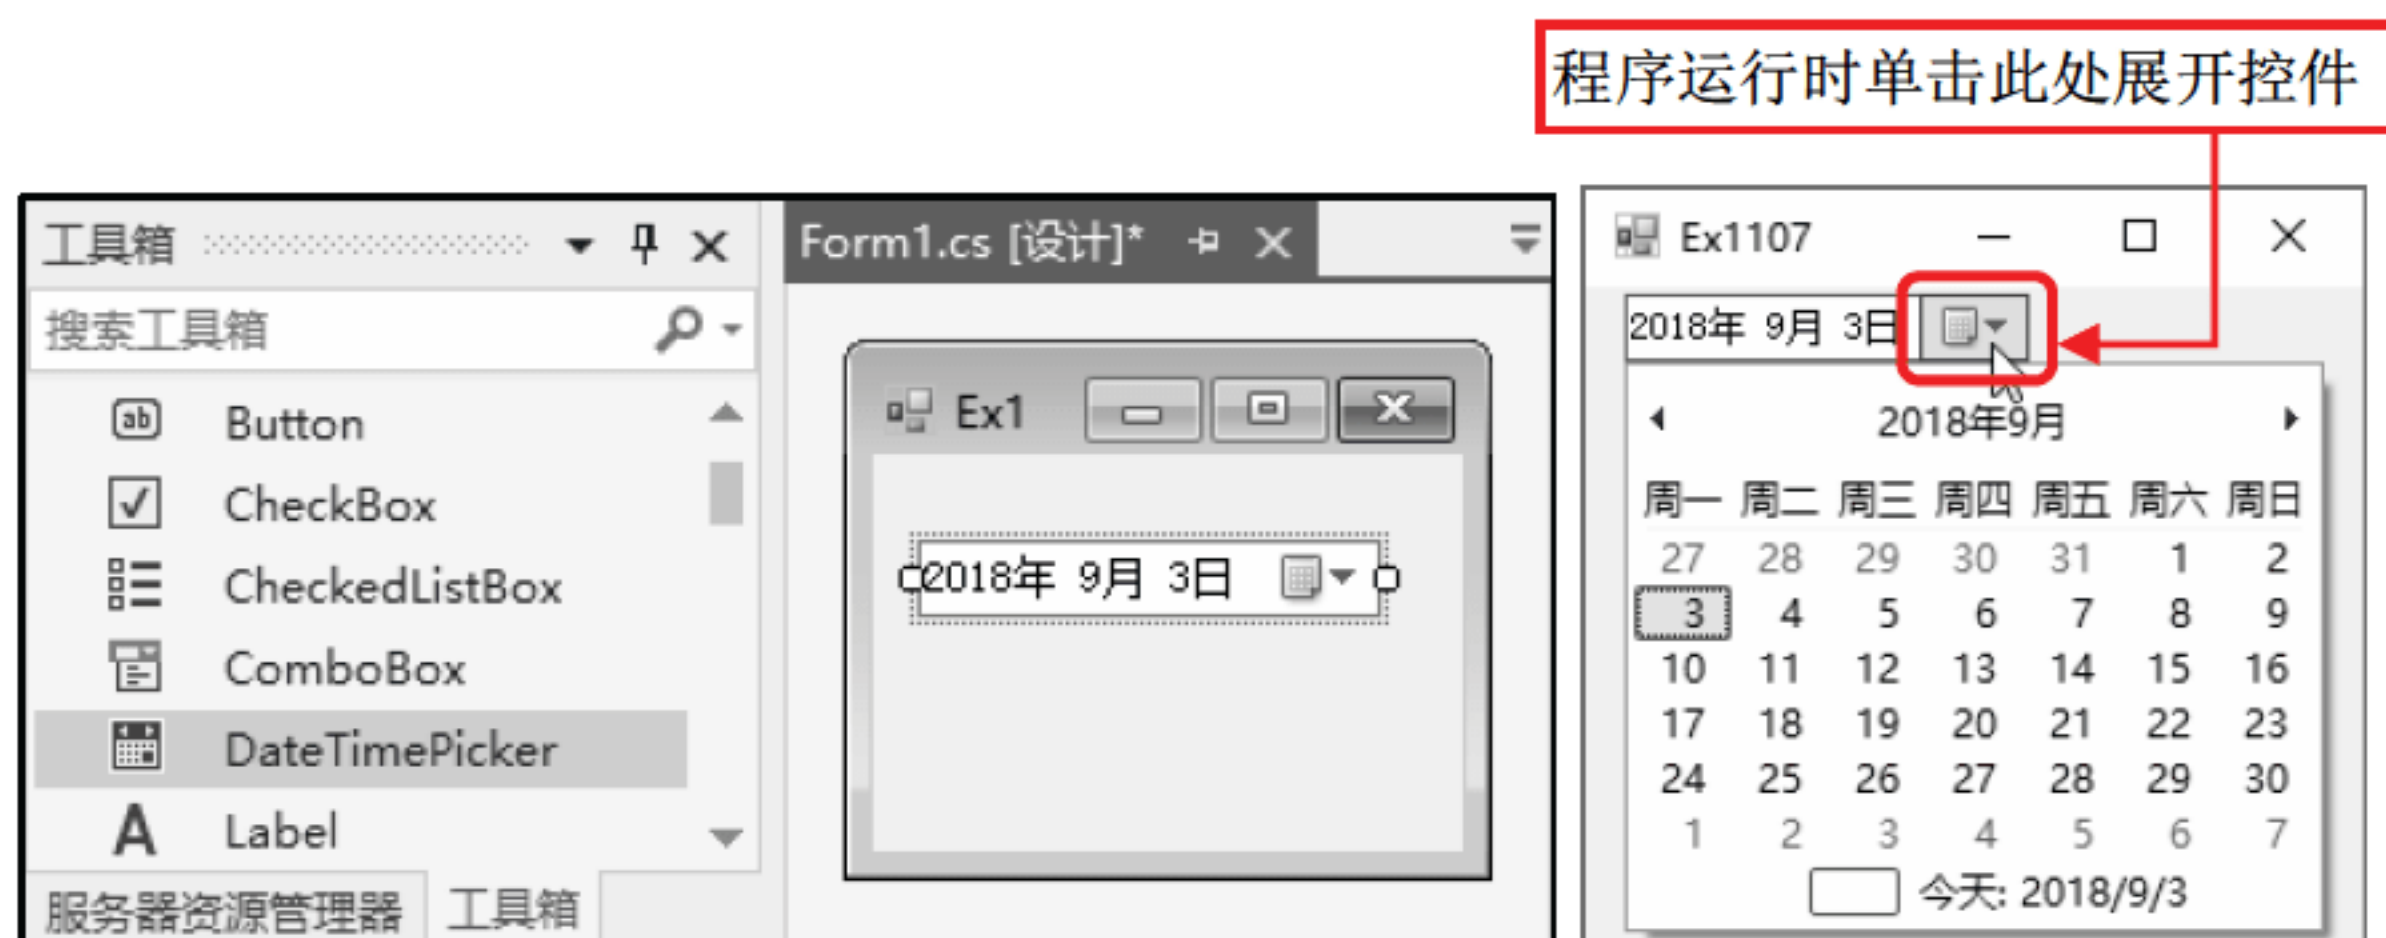 程序运行时单击此处展开控件
工具箱
搜索工具箱
Button
CheckBox
CheckedListBox
ComboBox
DateTimePicker
A Label
服务器资源管理器 工具箱
Form1.cs [设计]*
Ex1
2018年 9月 3日
Ex1107
2018年 9月 3日
2018年9月
周一 周二 周三 周四 周五 周六 周日
27 28 29 30 31 1 2
3 4 5 6 7 8 9
10 11 12 13 14 15 16
17 18 19 20 21 22 23
24 25 26 27 28 29 30
1 2 3 4 5 6 7
今天: 2018/9/3